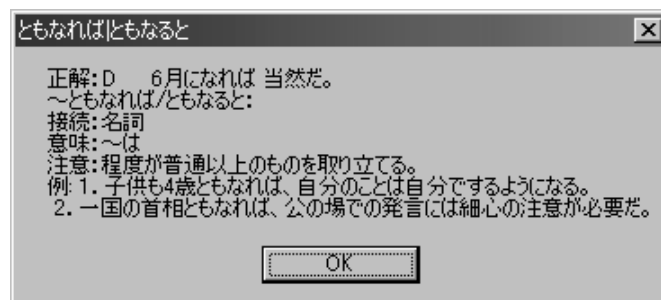 ともなれば|ともなると
正解:D　　6月になれば 当然だ。
～ともなれば/ともなると:
接続:名詞
意味:～は
注意:程度が普通以上のものを取り立てる。
例:1. 子供も4歳ともなれば、自分のことは自分でするようになる。
2. 一国の首相ともなれば、公の場での発言には細心の注意が必要だ。
OK